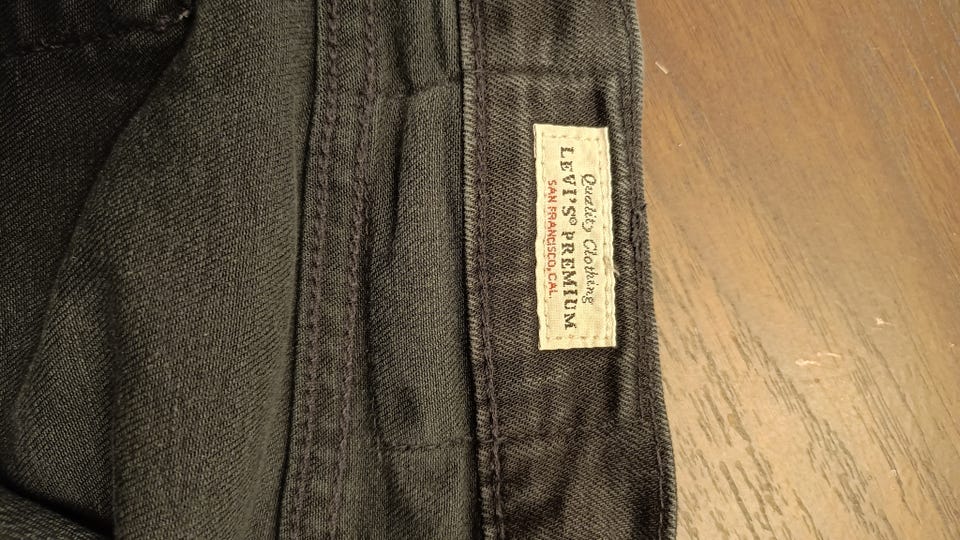 Quality Clothing
LEVI'S® PREMIUM
SAN FRANCISCO, CAL.